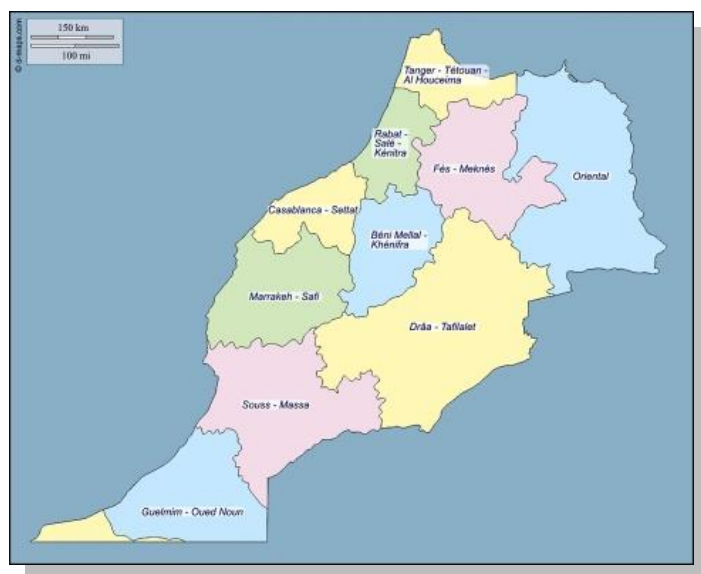 © d-maps.com
150 km
100 mi
Tanger - Tétouan -
Al Houceima
Rabat -
Salé -
Kénitra
Fès - Meknès
Oriental
Casablanca - Settat
Béni Mellal -
Khénifra
Marrakeh - Safi
Drâa - Tafilalet
Souss - Massa
Guelmim - Oued Noun